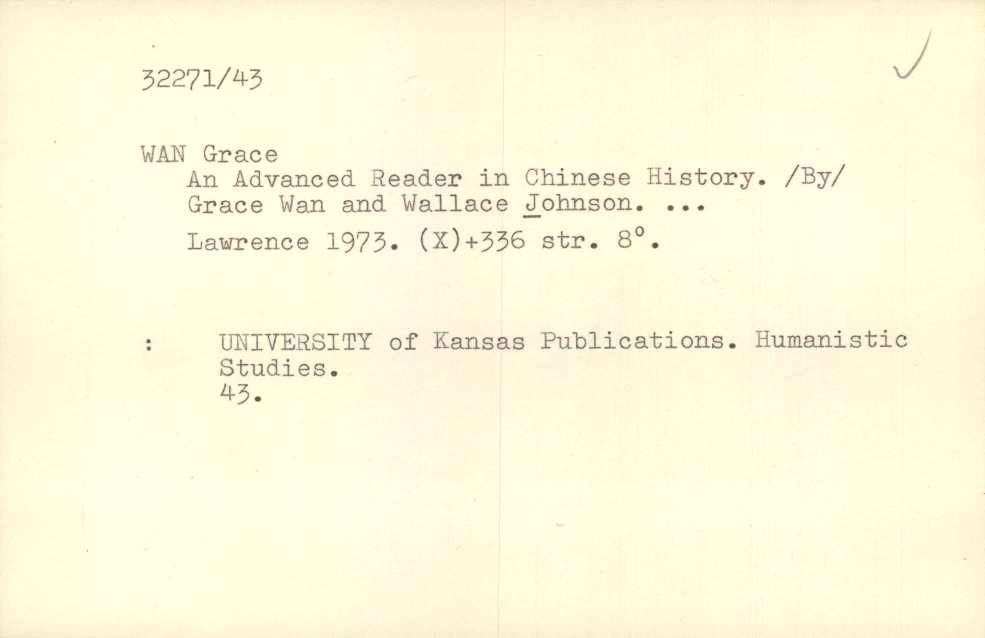 32271/43
WAN Grace
An Advanced Reader in Chinese History. /By/
Grace Wan and Wallace Johnson. ...
Lawrence 1973. (X)+336 str. 8°.
: UNIVERSITY of Kansas Publications. Humanistic
Studies.
43.